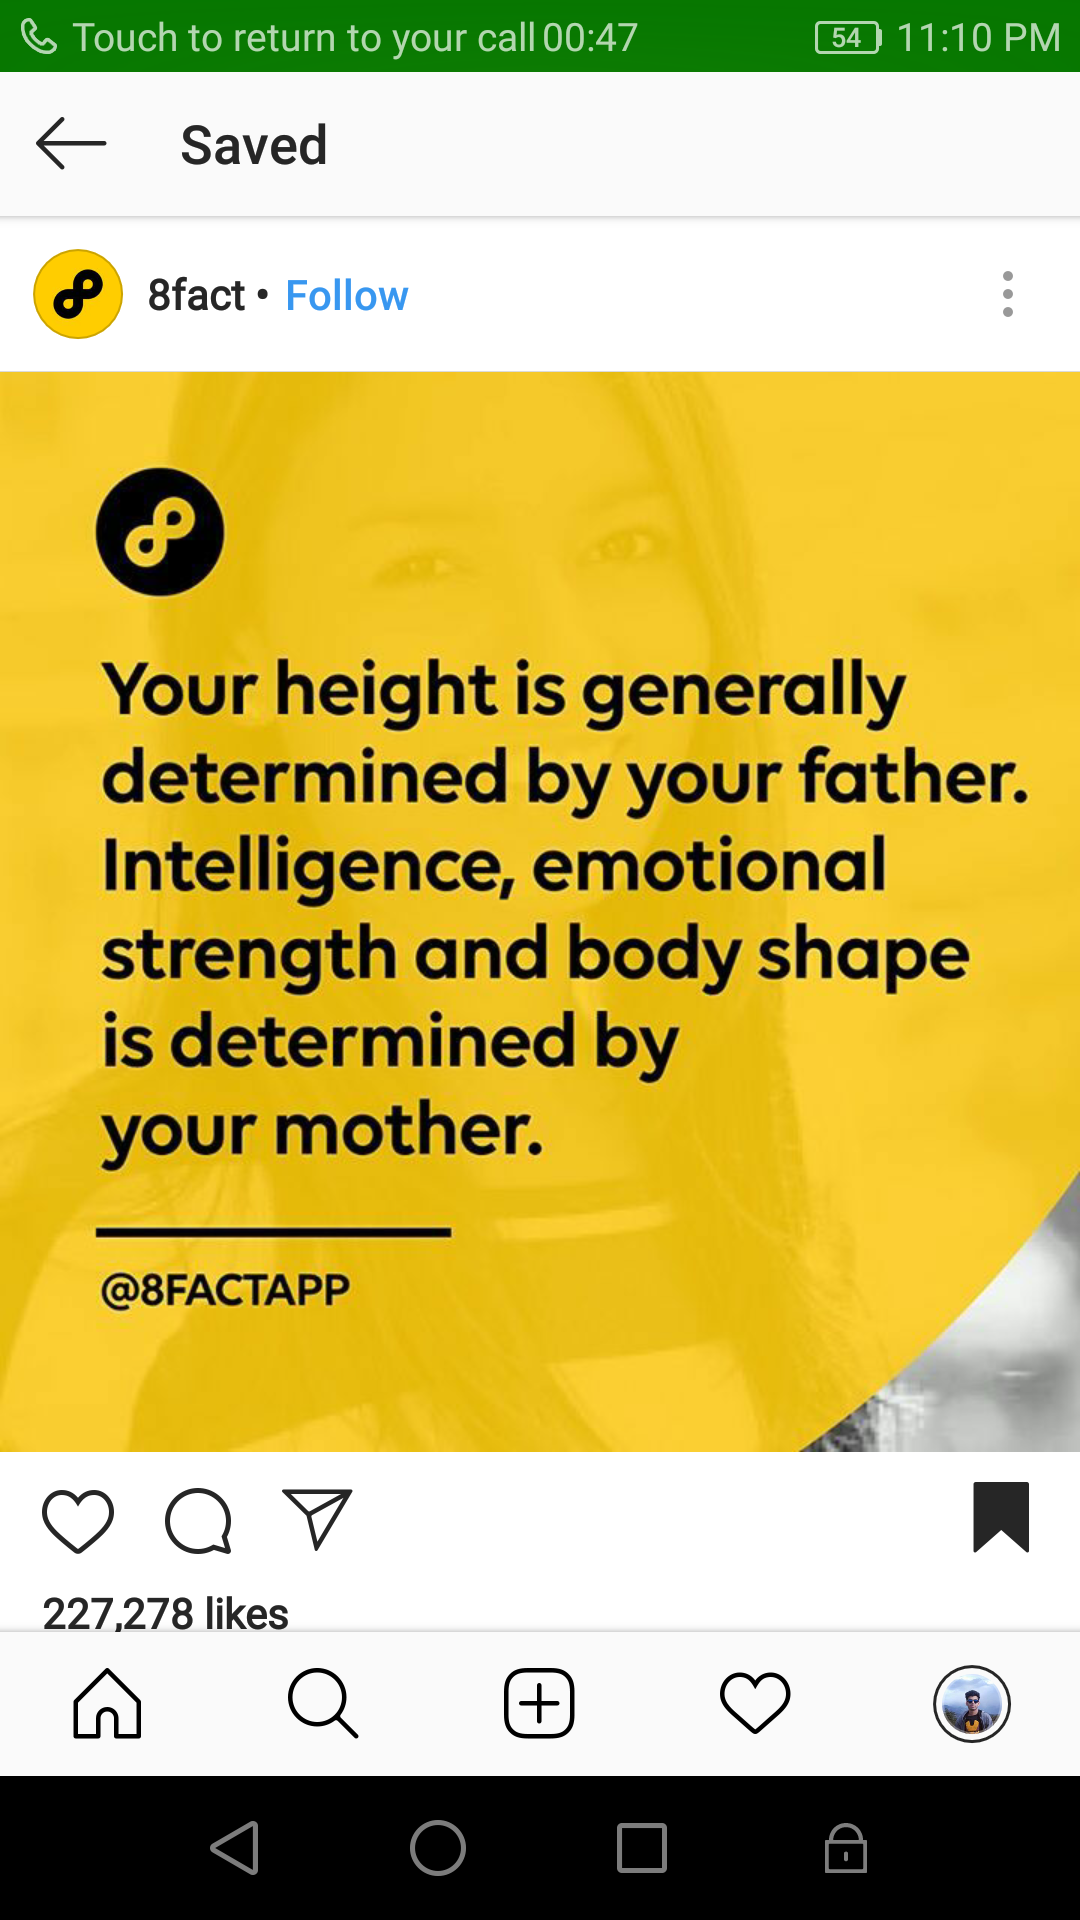 Touch to return to your call 00:47 54 11:10 PM
Saved
8fact • Follow
Your height is generally
determined by your father.
Intelligence, emotional
strength and body shape
is determined by
your mother.
@8FACTAPP
227,278 likes